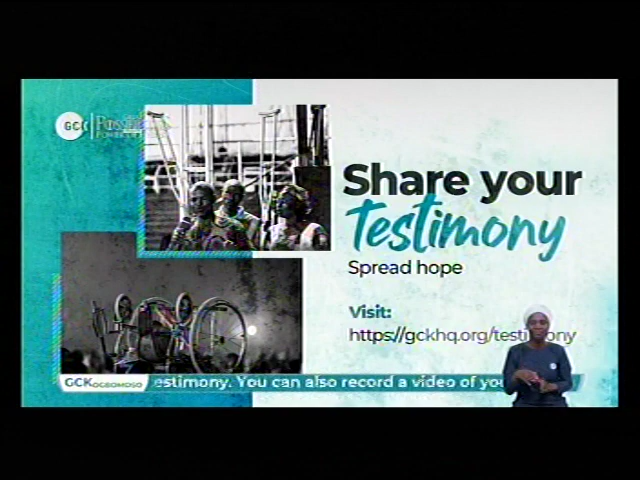 GCK
Share your
testimony
Spread hope
Visit:
https://gckhq.org/testimony
GCK OGBOMOSO
estimony. You can also record a video of you